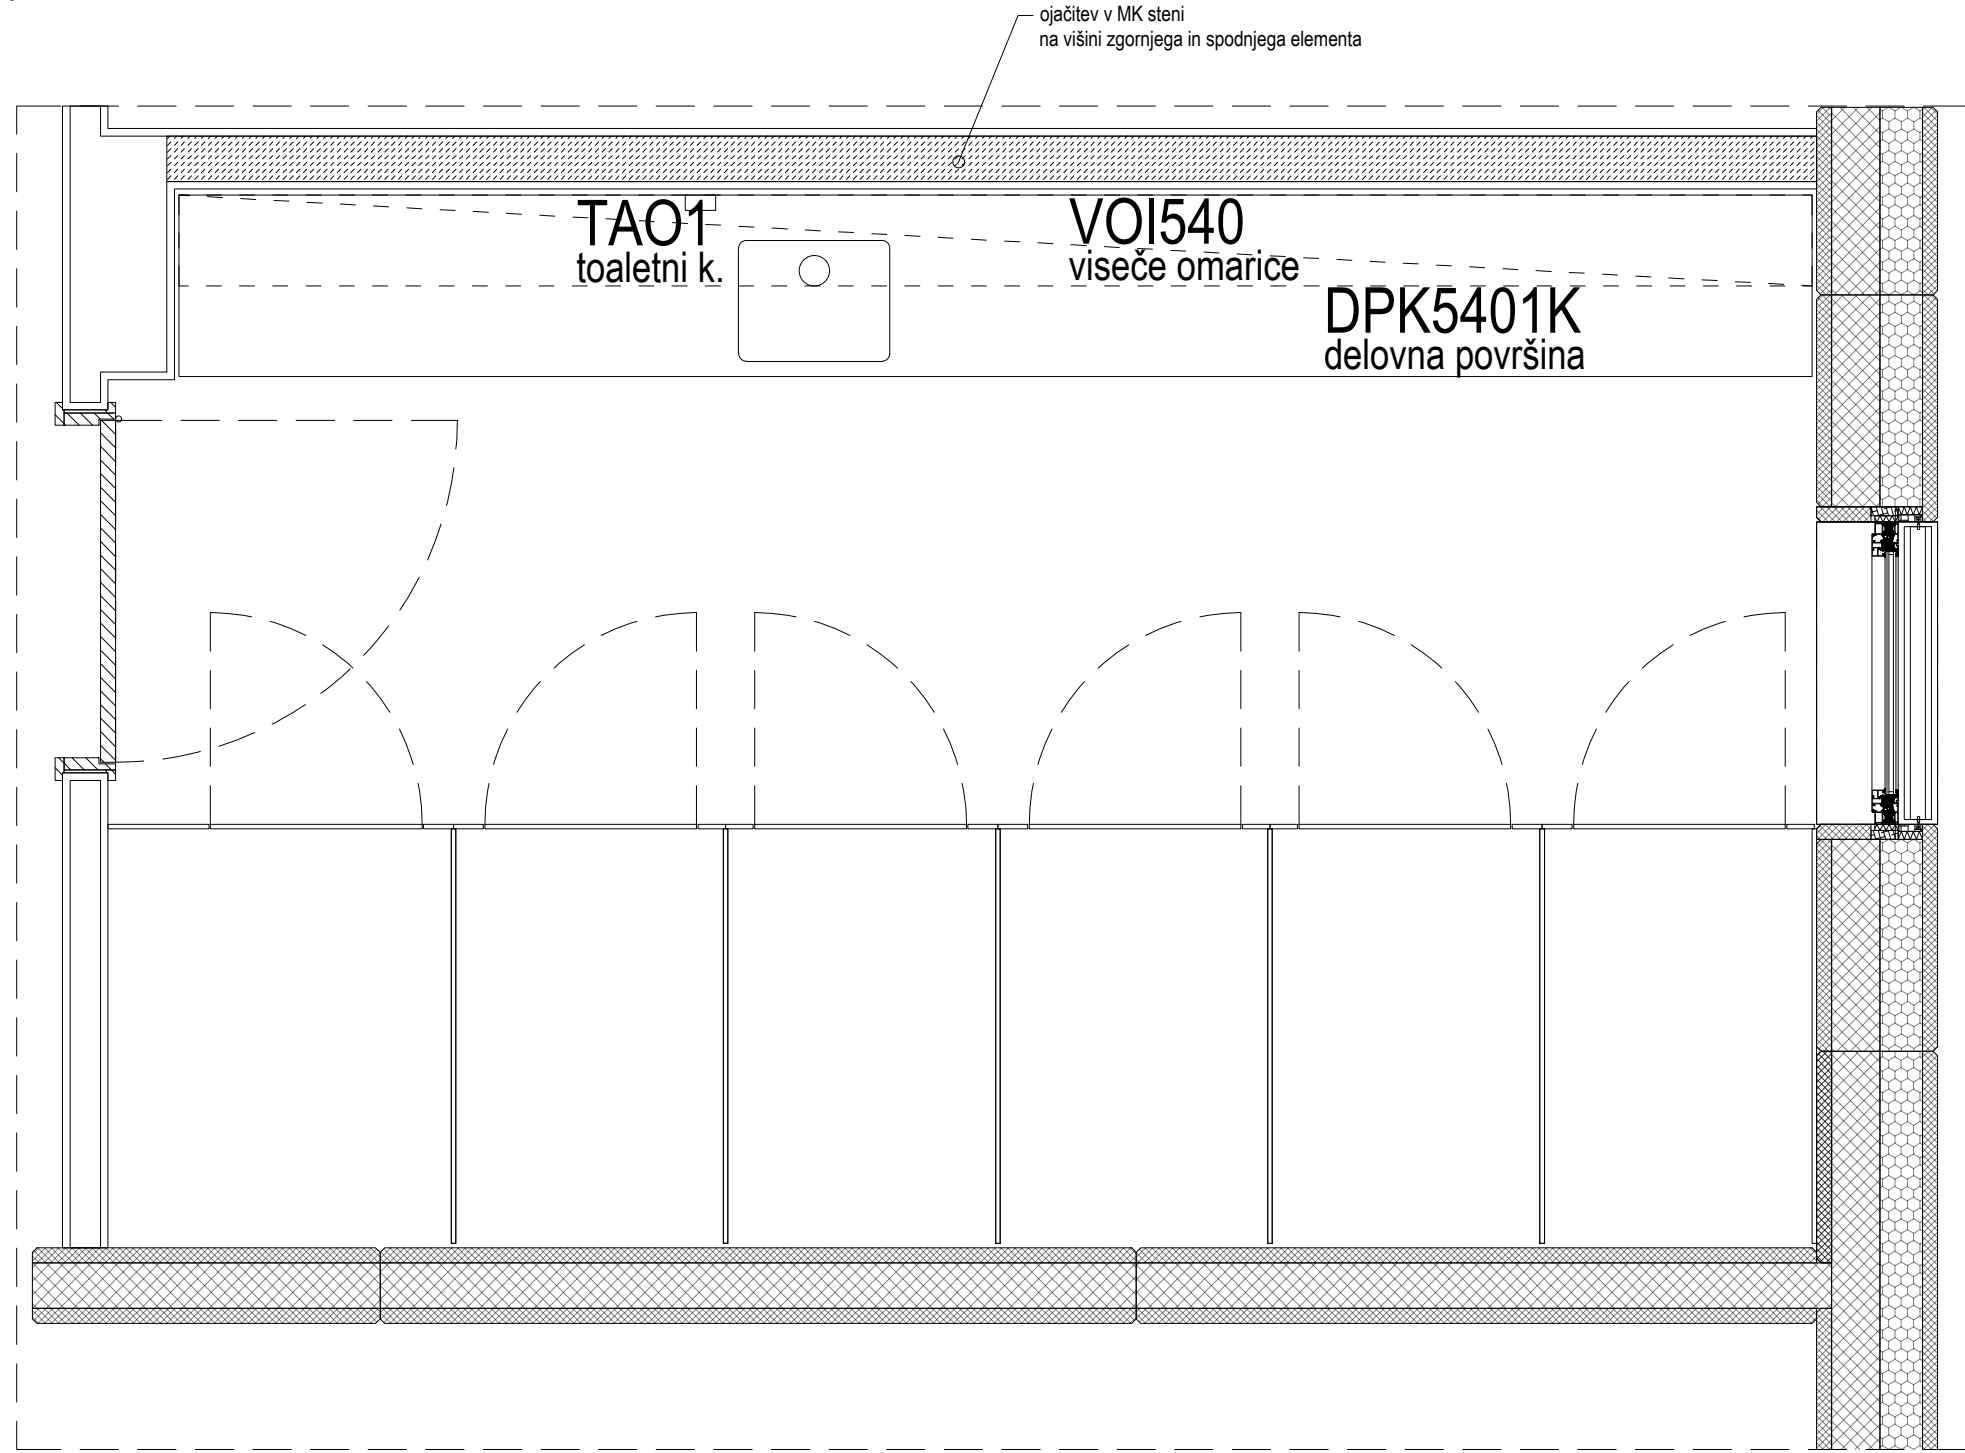 ojačitev v MK steni
na višini zgornjega in spodnjega elementa
TAO1
toaletni k.
VOI540
viseče omarice
DPK5401K
delovna površina